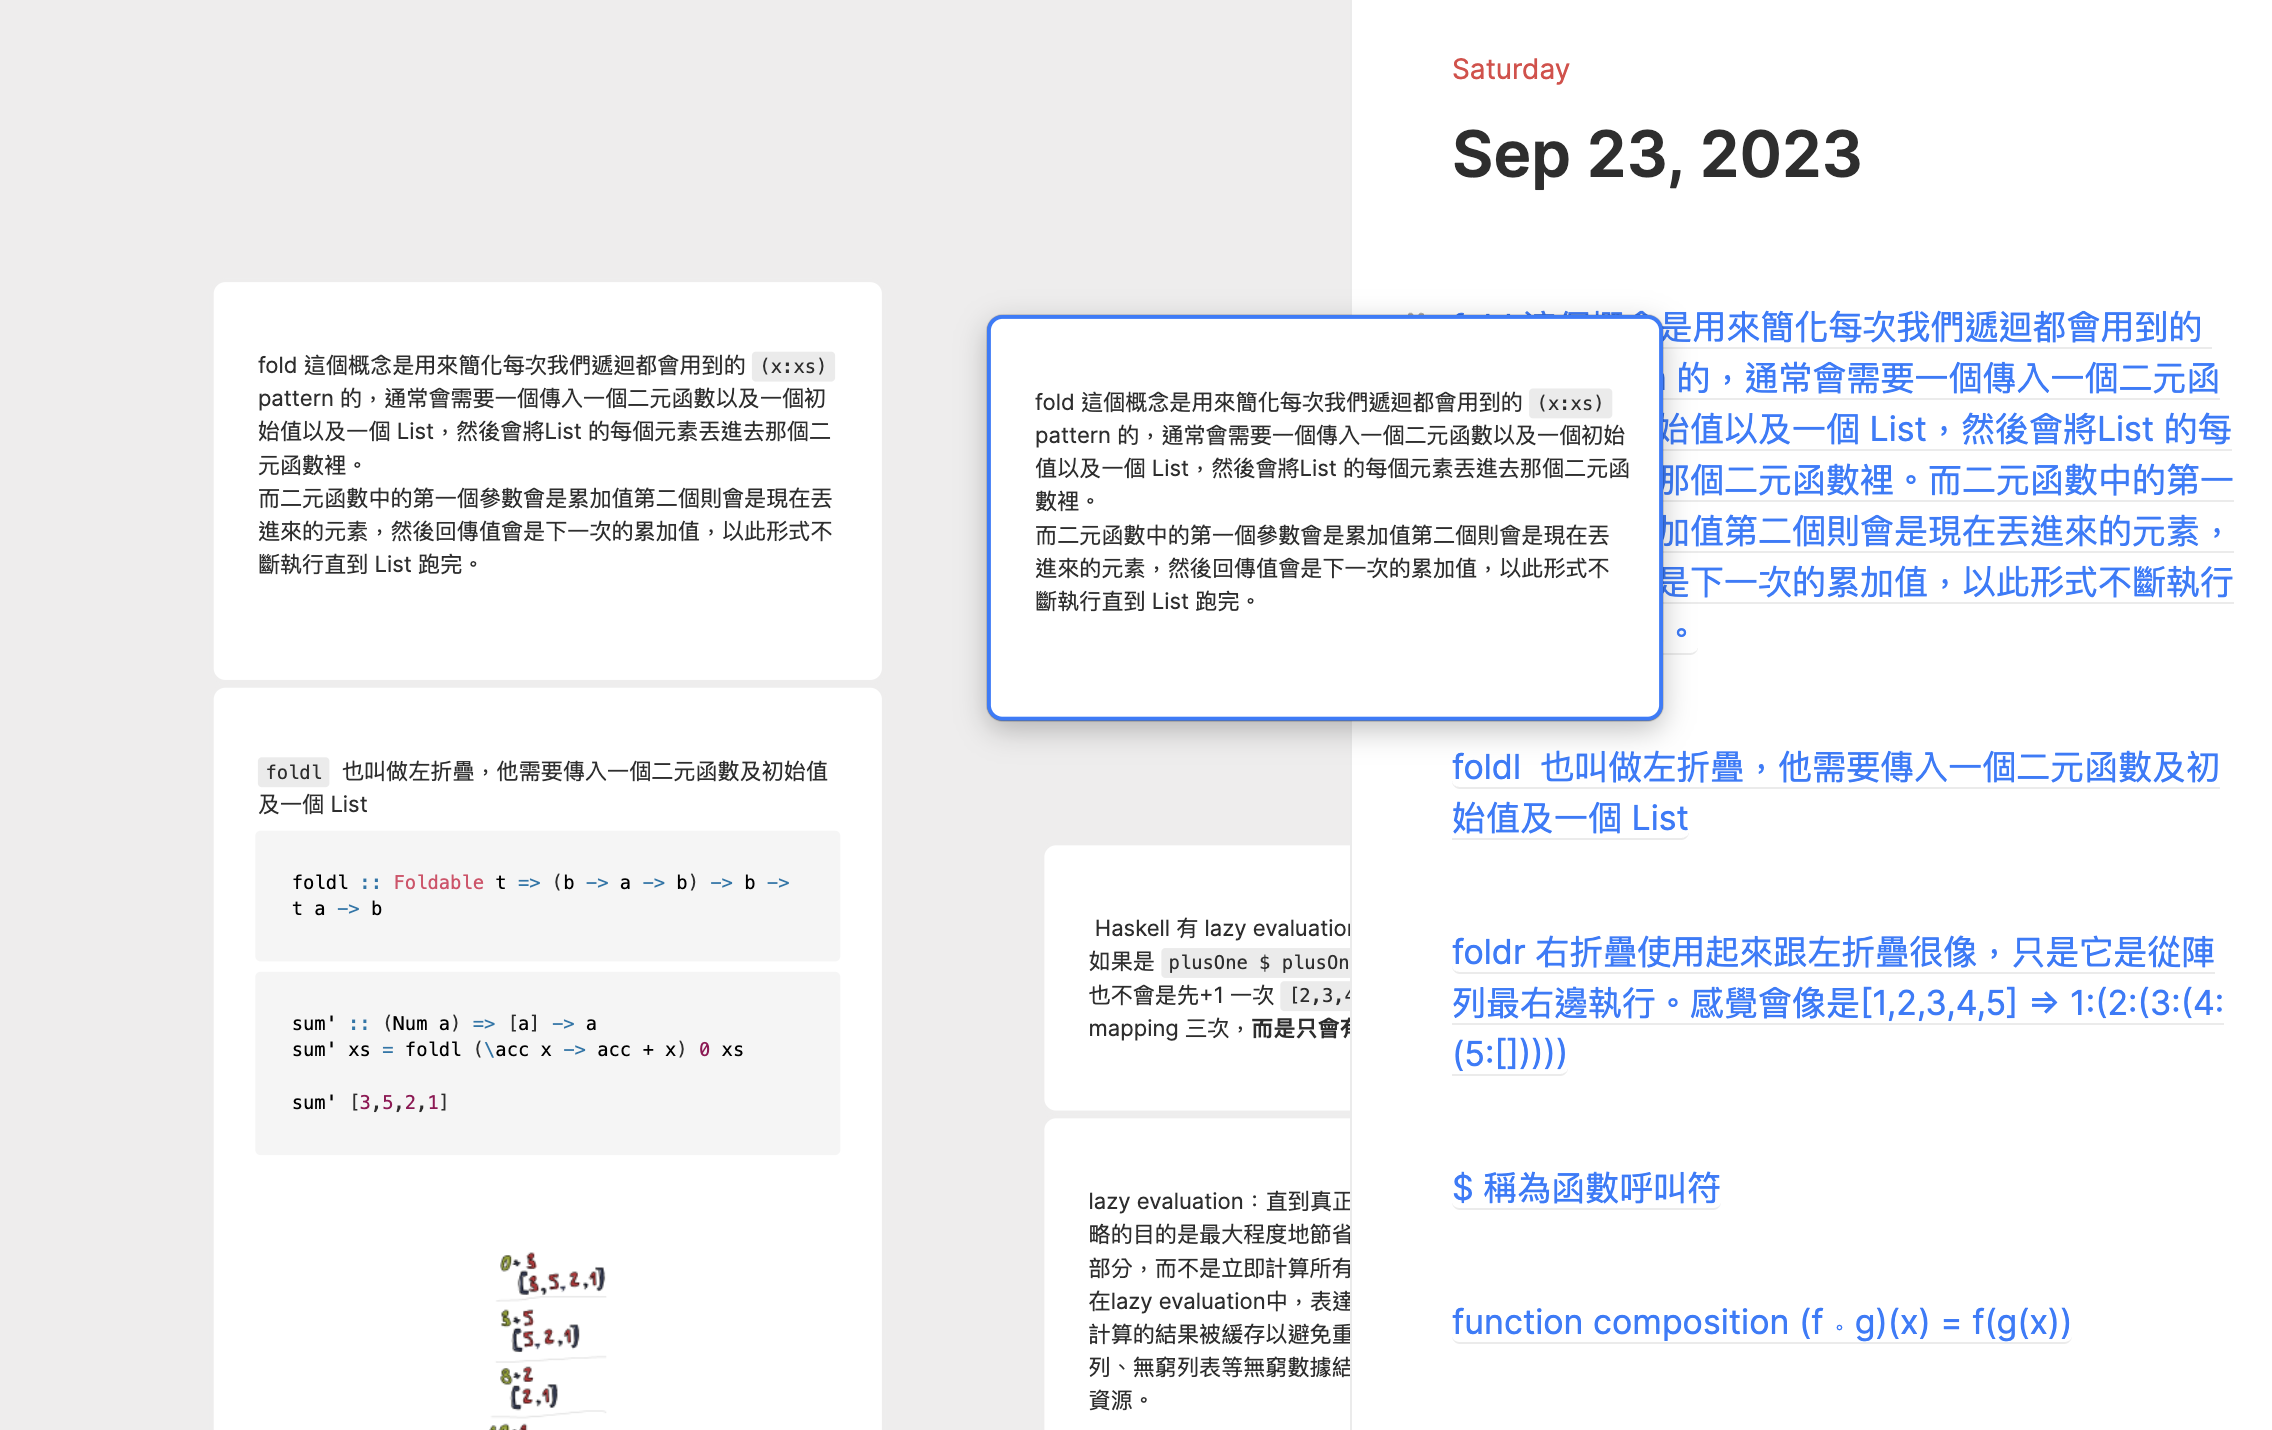 fold 這個概念是用來簡化每次我們遞迴都會用到的 (x:xs)
pattern 的，通常會需要一個傳入一個二元函數以及一個初
始值以及一個 List，然後會將List 的每個元素丟進去那個二
元函數裡。
而二元函數中的第一個參數會是累加值第二個則會是現在丟
進來的元素，然後回傳值會是下一次的累加值，以此形式不
斷執行直到 List 跑完。
foldl 也叫做左折疊，他需要傳入一個二元函數及初始值
及一個 List
foldl :: Foldable t => (b -> a -> b) -> b ->
t a -> b
sum' :: (Num a) => [a] -> a
sum' xs = foldl (\acc x -> acc + x) 0 xs
sum' [3,5,2,1]
0+3
[3,5,2,1]
3+5
[5,2,1]
8+2
[2,1]
fold 這個概念是用來簡化每次我們遞迴都會用到的 (x:xs)
pattern 的，通常會需要一個傳入一個二元函數以及一個初始
值以及一個 List，然後會將List 的每個元素丟進去那個二元函
數裡。
而二元函數中的第一個參數會是累加值第二個則會是現在丟
進來的元素，然後回傳值會是下一次的累加值，以此形式不
斷執行直到 List 跑完。
Haskell 有 lazy evaluation
如果是 plusOne $ plusOn
也不會是先+1 一次 [2,3,4
mapping 三次，而是只會有
lazy evaluation：直到真正
略的目的是最大程度地節省
部分，而不是立即計算所有
在lazy evaluation中，表達
計算的結果被緩存以避免重
列、無窮列表等無窮數據結
資源。
Saturday
Sep 23, 2023
是用來簡化每次我們遞迴都會用到的
的，通常會需要一個傳入一個二元函
始值以及一個 List，然後會將List 的每
那個二元函數裡。而二元函數中的第一
加值第二個則會是現在丟進來的元素，
是下一次的累加值，以此形式不斷執行
。
foldl 也叫做左折疊，他需要傳入一個二元函數及初
始值及一個 List
foldr 右折疊使用起來跟左折疊很像，只是它是從陣
列最右邊執行。感覺會像是[1,2,3,4,5] => 1:(2:(3:(4:
(5:[]))))
$ 稱為函數呼叫符
function composition (f 。g)(x) = f(g(x))